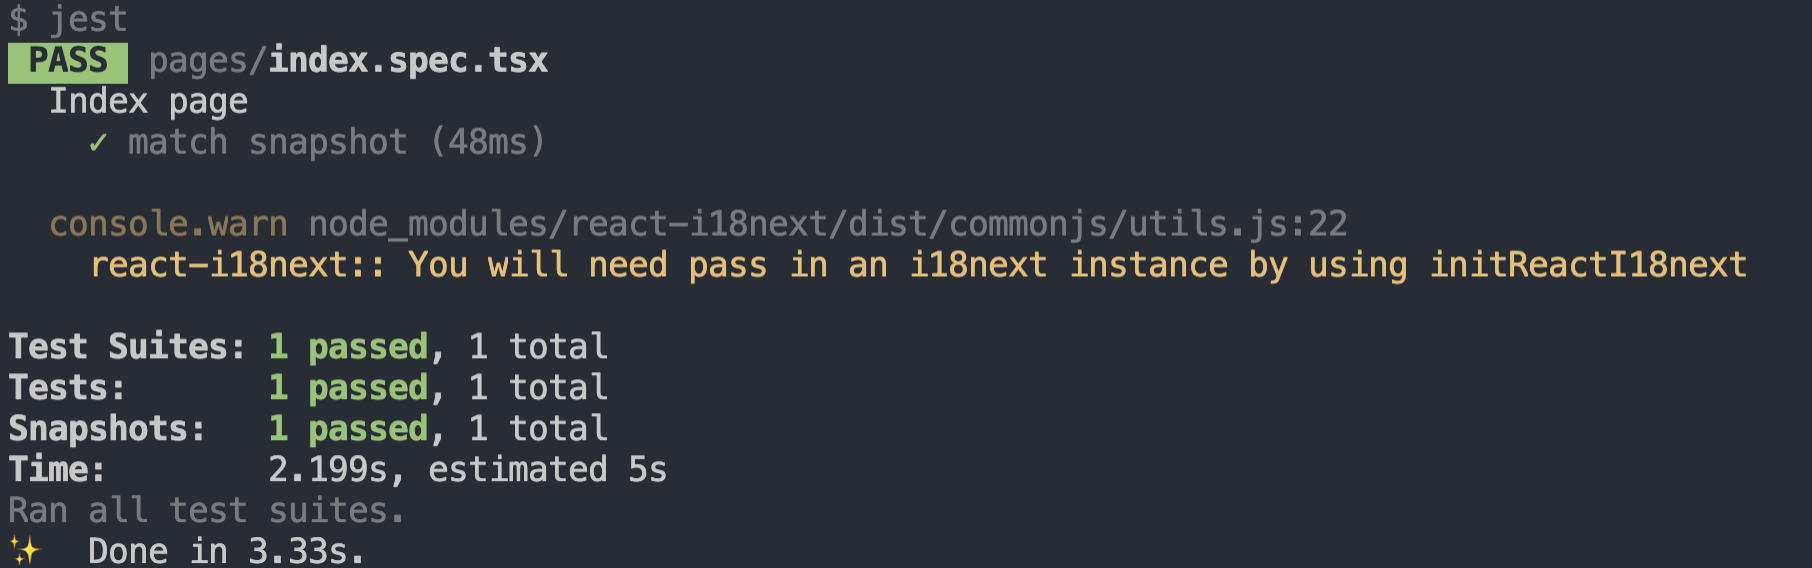 $ jest
PASS pages/index.spec.tsx
Index page
✓ match snapshot (48ms)
console.warn node_modules/react-i18next/dist/commonjs/utils.js:22
react-i18next:: You will need pass in an i18next instance by using initReactI18next
Test Suites: 1 passed, 1 total
Tests: 1 passed, 1 total
Snapshots: 1 passed, 1 total
Time: 2.199s, estimated 5s
Ran all test suites.
✨ Done in 3.33s.